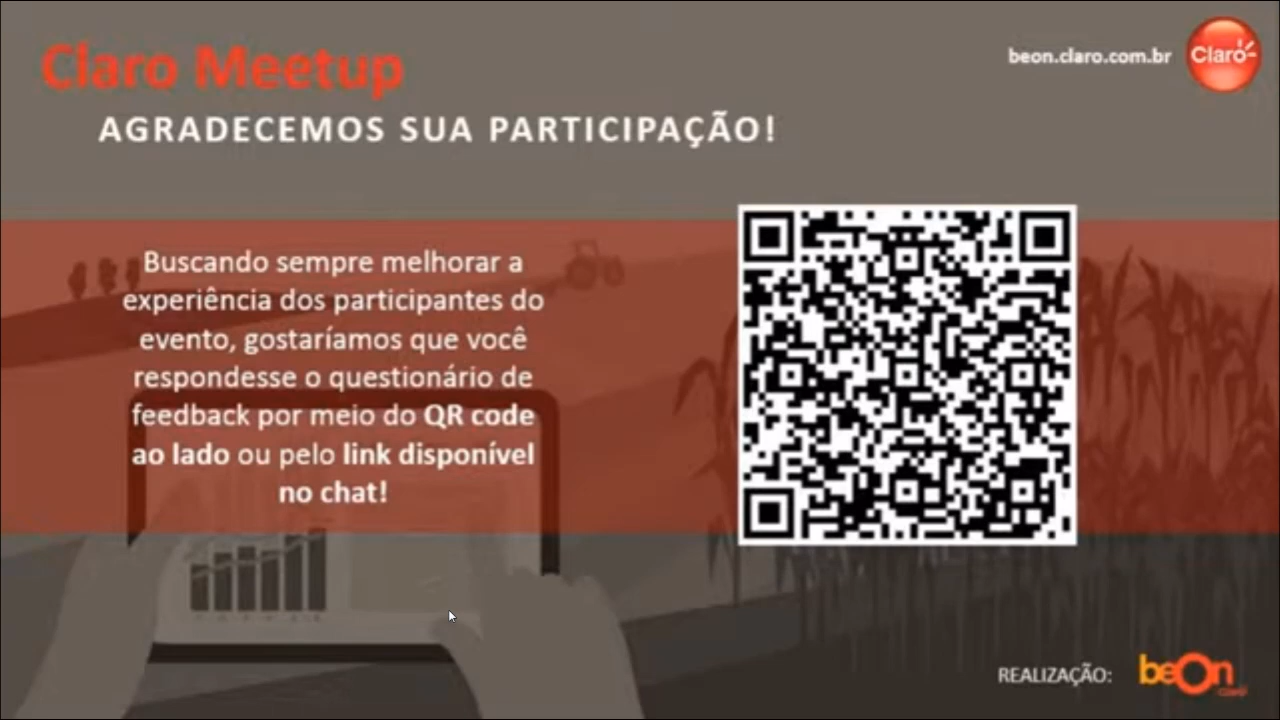 Claro Meetup
beon.claro.com.br
Claro
AGRADECEMOS SUA PARTICIPAÇÃO!
Buscando sempre melhorar a
experiência dos participantes do
evento, gostaríamos que você
respondesse o questionário de
feedback por meio do QR code
ao lado ou pelo link disponível
no chat!
REALIZAÇÃO:
beOn
claro